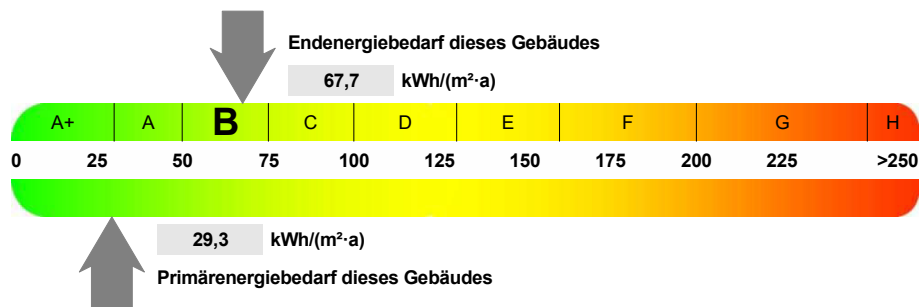 Endenergiebedarf dieses Gebäudes
67,7 kWh/(m²·a)
A+ A B C D E F G H
0 25 50 75 100 125 150 175 200 225 >250
29,3 kWh/(m²·a)
Primärenergiebedarf dieses Gebäudes